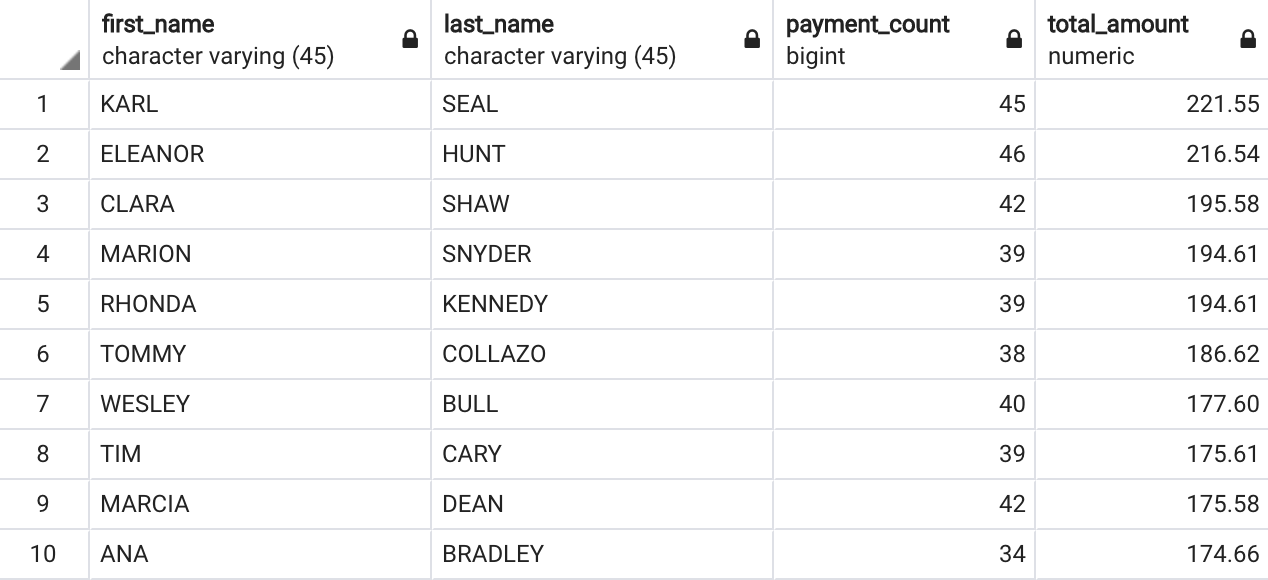 first_name last_name payment_count total_amount
character varying (45) character varying (45) bigint numeric
1 KARL SEAL 45 221.55
2 ELEANOR HUNT 46 216.54
3 CLARA SHAW 42 195.58
4 MARION SNYDER 39 194.61
5 RHONDA KENNEDY 39 194.61
6 TOMMY COLLAZO 38 186.62
7 WESLEY BULL 40 177.60
8 TIM CARY 39 175.61
9 MARCIA DEAN 42 175.58
10 ANA BRADLEY 34 174.66